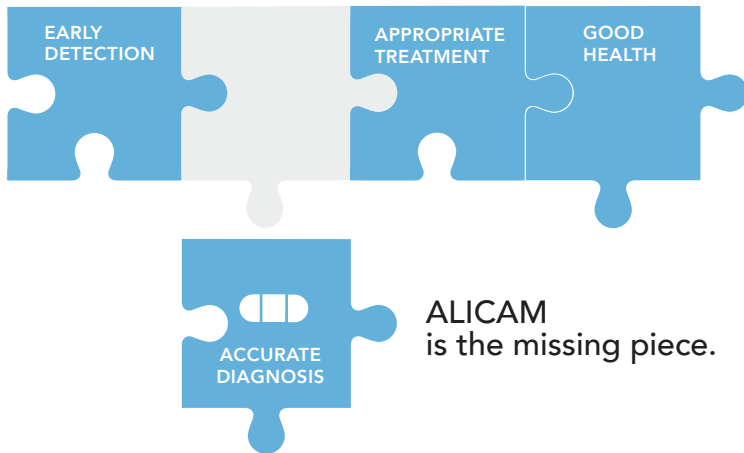 EARLY
DETECTION
APPROPRIATE
TREATMENT
GOOD
HEALTH
ACCURATE
DIAGNOSIS
ALICAM
is the missing piece.